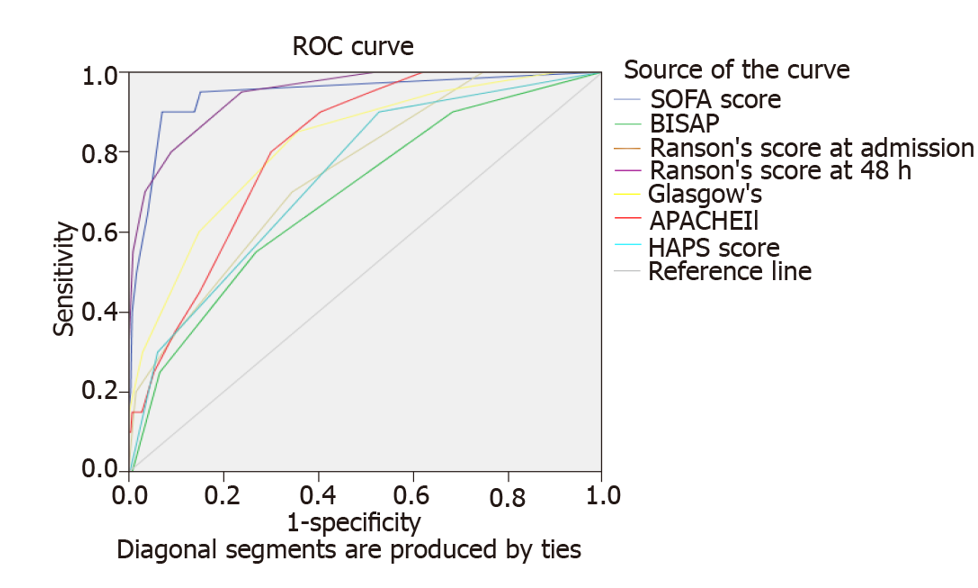 ROC curve
Source of the curve
SOFA score
BISAP
Ranson's score at admission
Ranson's score at 48 h
Glasgow's
APACHEIl
HAPS score
Reference line
Sensitivity
1.0
0.8
0.6
0.4
0.2
0.0
0.0 0.2 0.4 0.6 0.8 1.0
1-specificity
Diagonal segments are produced by ties